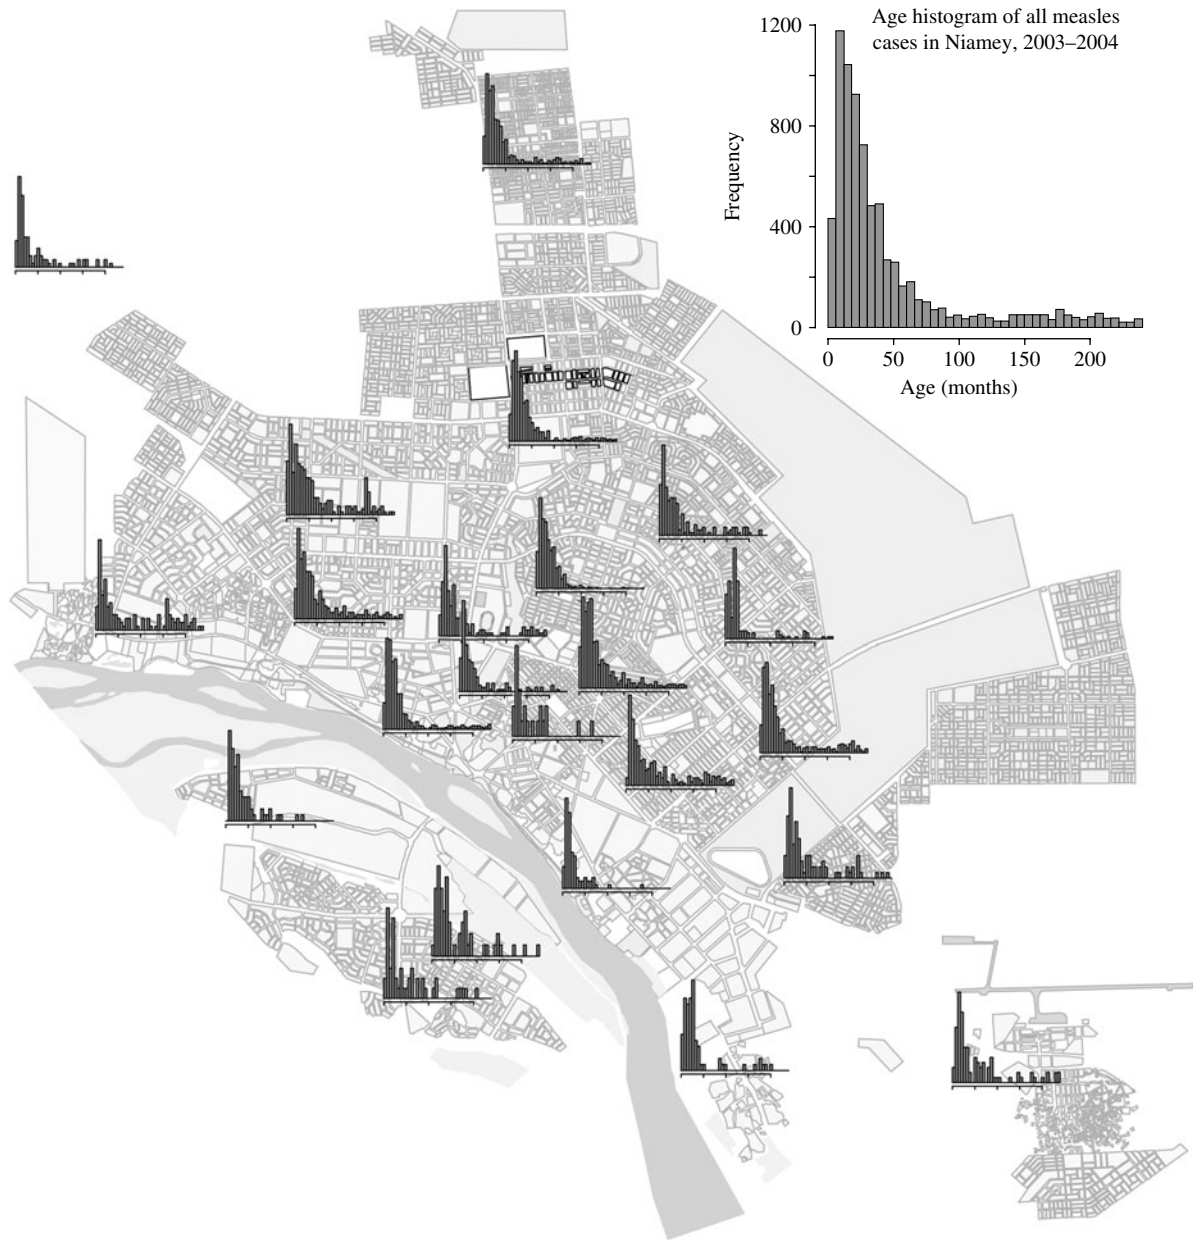 Age histogram of all measles
cases in Niamey, 2003–2004
1200
800
400
0
Frequency
0 50 100 150 200
Age (months)